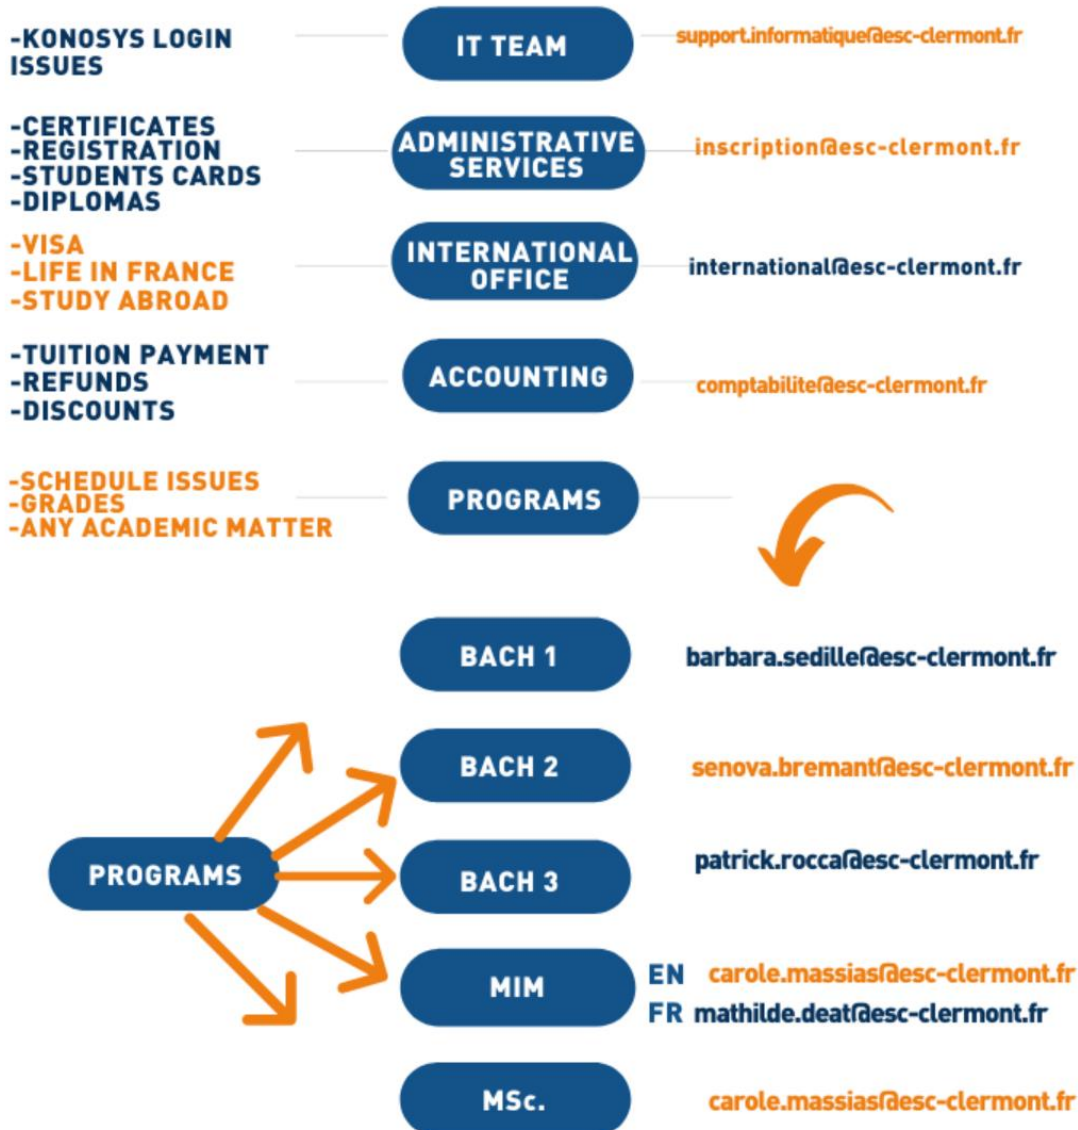 -KONOSYS LOGIN
ISSUES
IT TEAM
support.informatique@esc-clermont.fr
-CERTIFICATES
-REGISTRATION
-STUDENTS CARDS
-DIPLOMAS
ADMINISTRATIVE
SERVICES
inscription@esc-clermont.fr
-VISA
-LIFE IN FRANCE
-STUDY ABROAD
INTERNATIONAL
OFFICE
international@esc-clermont.fr
-TUITION PAYMENT
-REFUNDS
-DISCOUNTS
ACCOUNTING
comptabilite@esc-clermont.fr
-SCHEDULE ISSUES
-GRADES
-ANY ACADEMIC MATTER
PROGRAMS
PROGRAMS
BACH 1
barbara.sedille@esc-clermont.fr
BACH 2
senova.bremant@esc-clermont.fr
BACH 3
patrick.rocca@esc-clermont.fr
MIM
EN carole.massias@esc-clermont.fr
FR mathilde.deat@esc-clermont.fr
MSc.
carole.massias@esc-clermont.fr